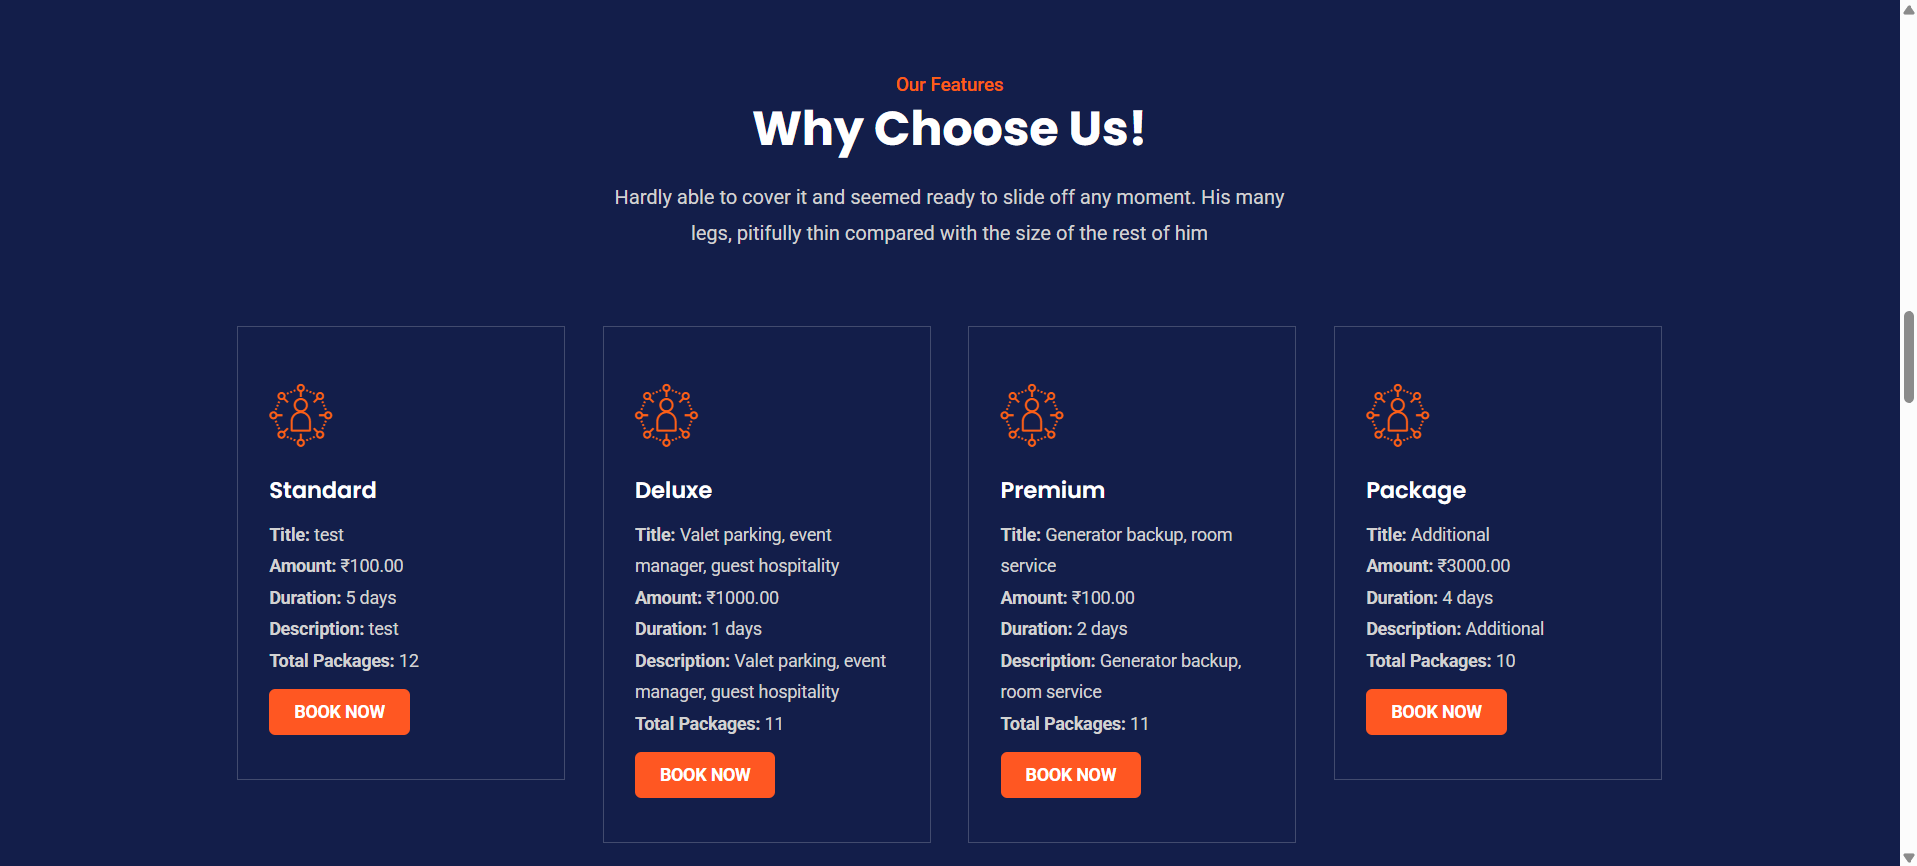 Our Features
Why Choose Us!
Hardly able to cover it and seemed ready to slide off any moment. His many
legs, pitifully thin compared with the size of the rest of him
Standard
Title: test
Amount: ₹100.00
Duration: 5 days
Description: test
Total Packages: 12
BOOK NOW
Deluxe
Title: Valet parking, event
manager, guest hospitality
Amount: ₹1000.00
Duration: 1 days
Description: Valet parking, event
manager, guest hospitality
Total Packages: 11
BOOK NOW
Premium
Title: Generator backup, room
service
Amount: ₹100.00
Duration: 2 days
Description: Generator backup,
room service
Total Packages: 11
BOOK NOW
Package
Title: Additional
Amount: ₹3000.00
Duration: 4 days
Description: Additional
Total Packages: 10
BOOK NOW